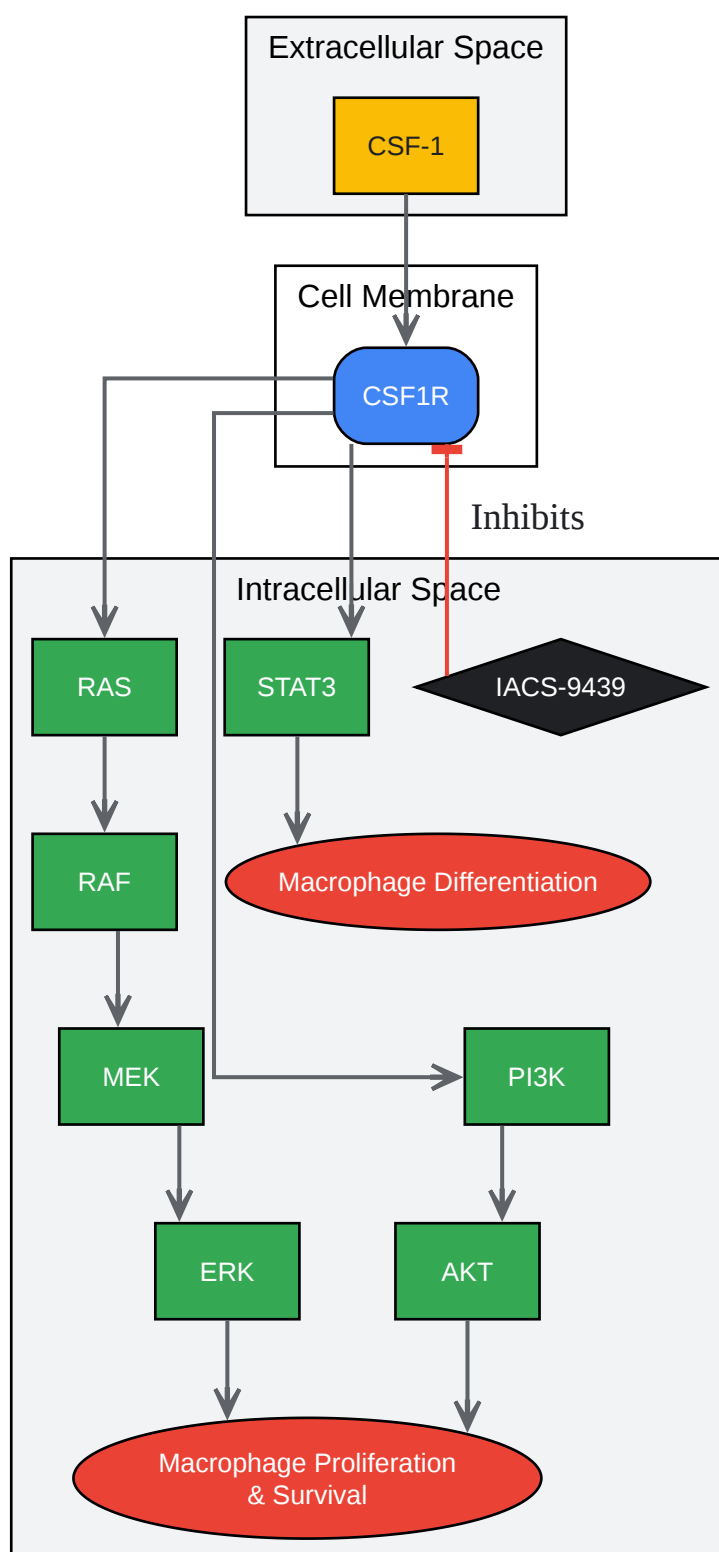 Extracellular Space
CSF-1
Cell Membrane
CSF1R
Inhibits
Intracellular Space
RAS
STAT3
IACS-9439
RAF
Macrophage Differentiation
MEK
PI3K
ERK
AKT
Macrophage Proliferation
& Survival